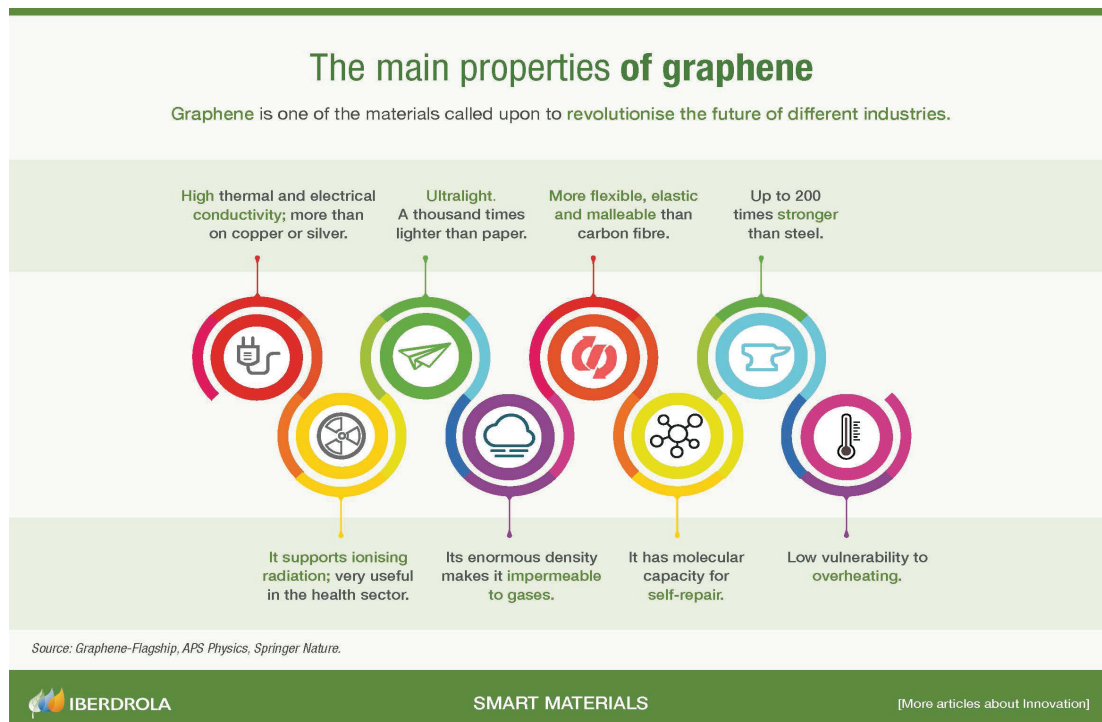 The main properties of graphene
Graphene is one of the materials called upon to revolutionise the future of different industries.
High thermal and electrical
conductivity; more than
on copper or silver.
Ultralight.
A thousand times
lighter than paper.
More flexible, elastic
and malleable than
carbon fibre.
Up to 200
times stronger
than steel.
It supports ionising
radiation; very useful
in the health sector.
Its enormous density
makes it impermeable
to gases.
It has molecular
capacity for
self-repair.
Low vulnerability to
overheating.
Source: Graphene-Flagship, APS Physics, Springer Nature.
IBERDROLA
SMART MATERIALS
[More articles about Innovation]